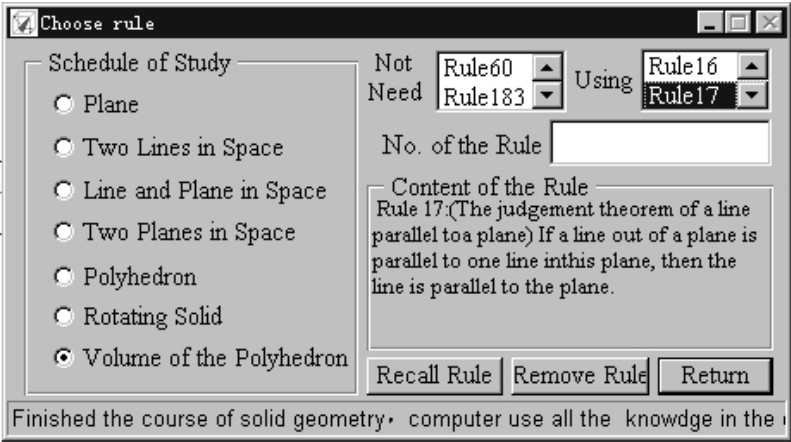 Choose rule
Schedule of Study
Plane
Two Lines in Space
Line and Plane in Space
Two Planes in Space
Polyhedron
Rotating Solid
Volume of the Polyhedron
Not
Need
Rule60
Rule183
Using
Rule16
Rule17
No. of the Rule
Content of the Rule
Rule 17:(The judgement theorem of a line
parallel toa plane) If a line out of a plane is
parallel to one line inthis plane, then the
line is parallel to the plane.
Recall Rule
Remove Rule
Return
Finished the course of solid geometry, computer use all the knowdge in the